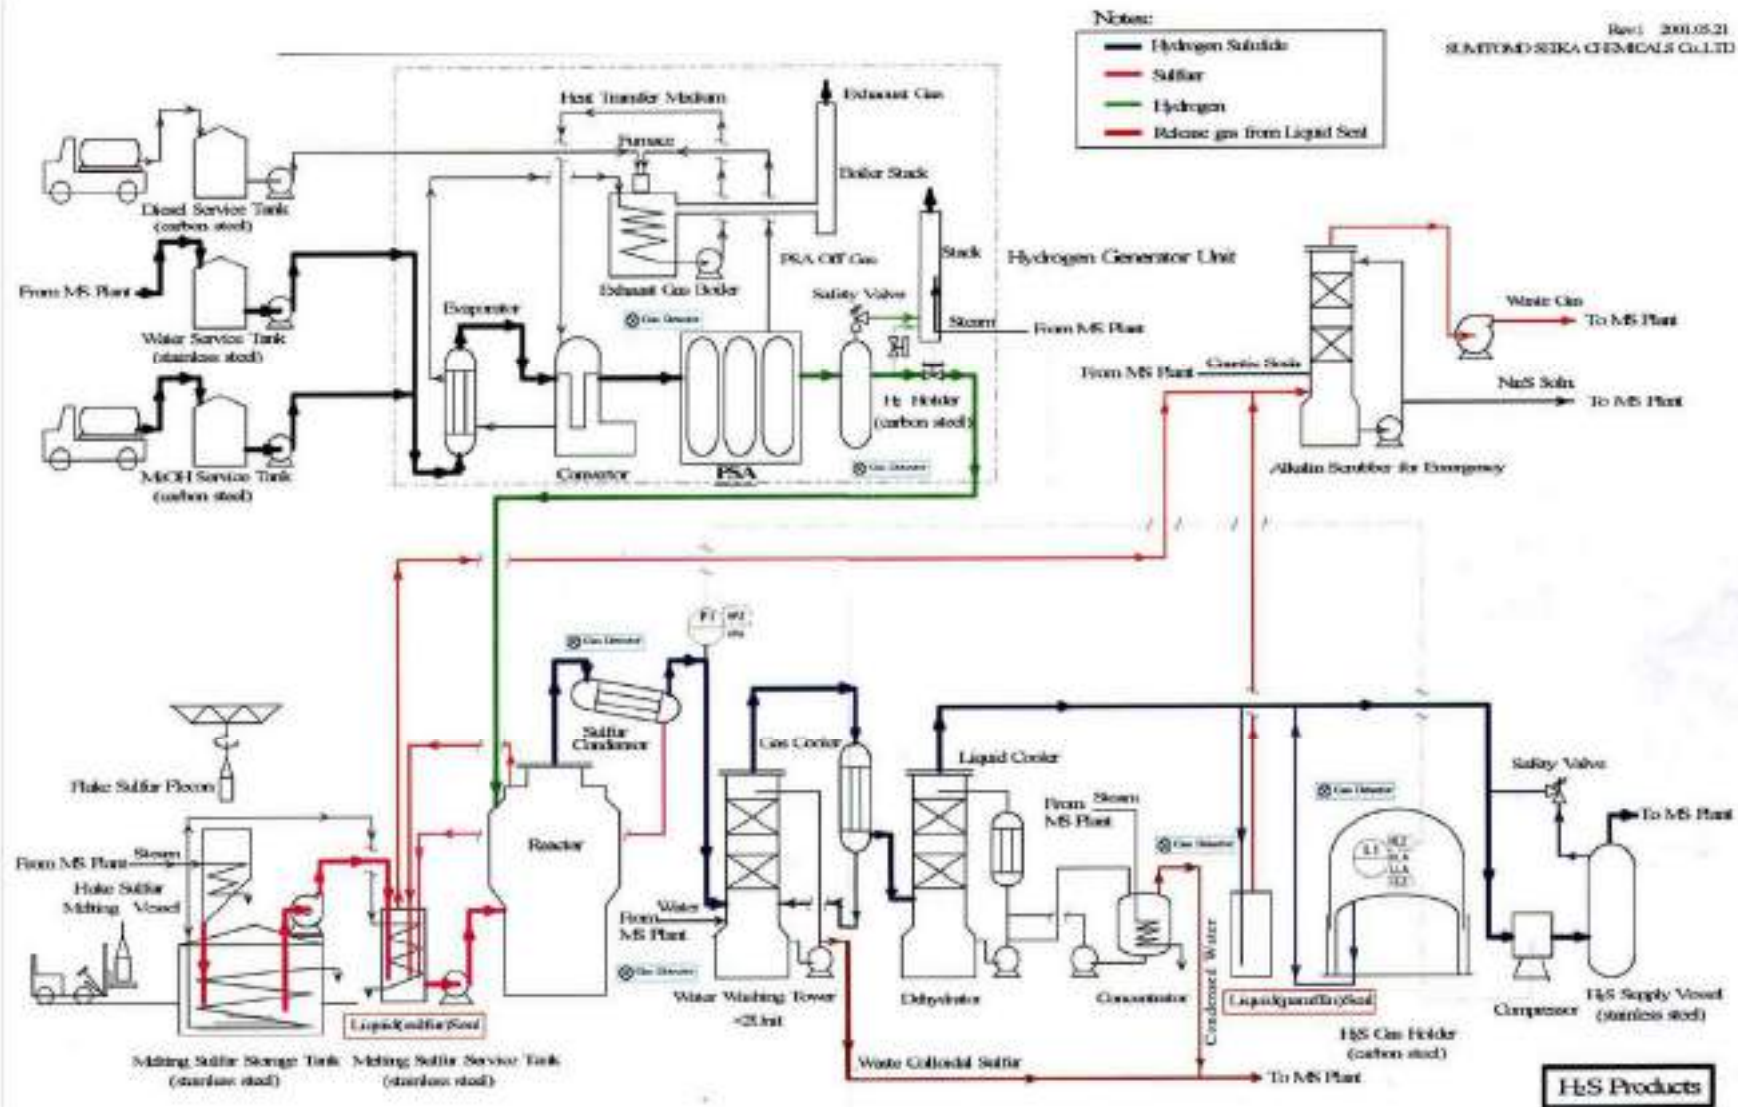 Notes:
Hydrogen Subdide
Sulfuer
Hydrogen
Release gas from Liquid Seal
Rev:1 2001.05.21
SUMITOMO SEIKA CHEMICALS Co.LTD
Heat Transfer Medium
Exhaust Gas
Furnace
Boiler Stack
Diesel Service Tank
(carbon steel)
Stack
PSA Off Gas
Hydrogen Generator Unit
From MS Plant
Exhaust Gas Boiler
Safety Valve
Evaporator
Gas Detector
Steam
From MS Plant
Waste Gas
To MS Plant
Water Service Tank
(stainless steel)
From MS Plant
Caustic Soda
NaS Soln.
To MS Plant
H2 Holder
(carbon steel)
MeOH Service Tank
(carbon steel)
Convertor
PSA
Gas Detector
Alkalin Scrubber for Emergency
PI
Gas Detector
Sulfur
Condensor
Gas Cooler
Liquid Cooler
Flake Sulfur Flecon
Safety Valve
Gas Detector
From
MS Plant
Steam
To MS Plant
Reactor
Gas Detector
From MS Plant
Steam
LI
Flake Sulfur
Melting Vessel
Water
From
MS Plant
Gas Detector
Condensed Water
Water Washing Tower
×2Unit
Dehydrator
Concentrator
Liquid(paraffin)Seal
Compressor
H2S Supply Vessel
(stainless steel)
Liquid(sulfur)Seal
H2S Gas Holder
(carbon steel)
Melting Sulfur Storage Tank
(stainless steel)
Melting Sulfur Service Tank
(stainless steel)
Waste Colloidal Sulfur
To MS Plant
H2S Products